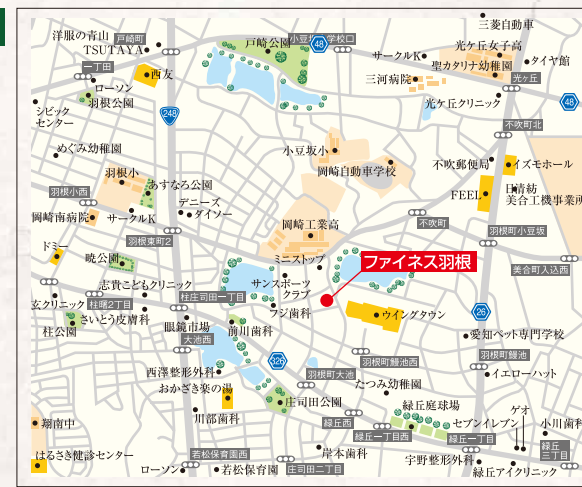 洋服の青山
戸崎町
TSUTAYA
戸崎公園
小豆坂
学校口
48
三菱自動車
光ケ丘女子高
サークルK
聖カタリナ幼稚園
タイヤ館
一丁田
西友
三河病院
光ヶ丘
ローソン
羽根公園
光ケ丘クリニック
48
シビック
センター
248
不吹町北
めぐみ幼稚園
小豆坂小
岡崎自動車学校
不吹郵便局
イズモホール
羽根小
あすなろ公園
FEEL
日清紡
美合工機事業所
羽根小西
デニーズ
ダイソー
岡崎南病院
サークルK
岡崎工業高
不吹町
羽根町小豆坂
羽根東町2
ドミー
暁公園
ミニストップ
ファイネス羽根
美合町入込西
志貴こどもクリニック
サンスポーツ
クラブ
玄クリニック
柱曙2丁目
柱庄司田一丁目
フジ歯科
ウイングタウン
26
さいとう皮膚科
柱公園
眼鏡市場
前川歯科
愛知ペット専門学校
大池西
326
羽根町鰻池西
羽根町鰻池
西澤整形外科
羽根町大池
イエローハット
おかざき楽の湯
たつみ幼稚園
庄司田公園
緑丘庭球場
ゲオ
川部歯科
緑丘西
セブンイレブン
小川歯科
翔南中
緑丘一丁目西
緑丘一丁目
緑丘
三丁目
はるさき健診センター
若松保育園西
岸本歯科
宇野整形外科
ローソン
若松保育園
庄司田二丁目
緑丘アイクリニック